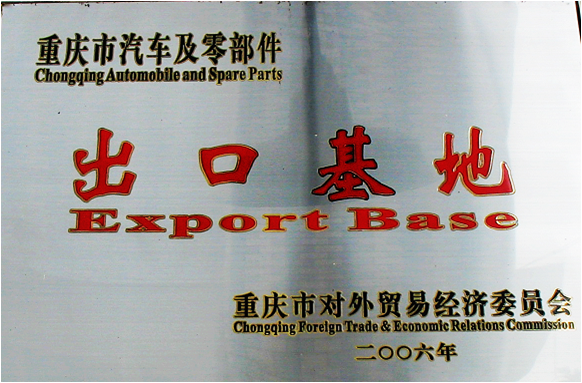 重庆市汽车及零部件
Chongqing Automobile and Spare Parts
出口基地
Export Base
重庆市对外贸易经济委员会
Chongqing Foreign Trade & Economic Relations Commission
二〇〇六年